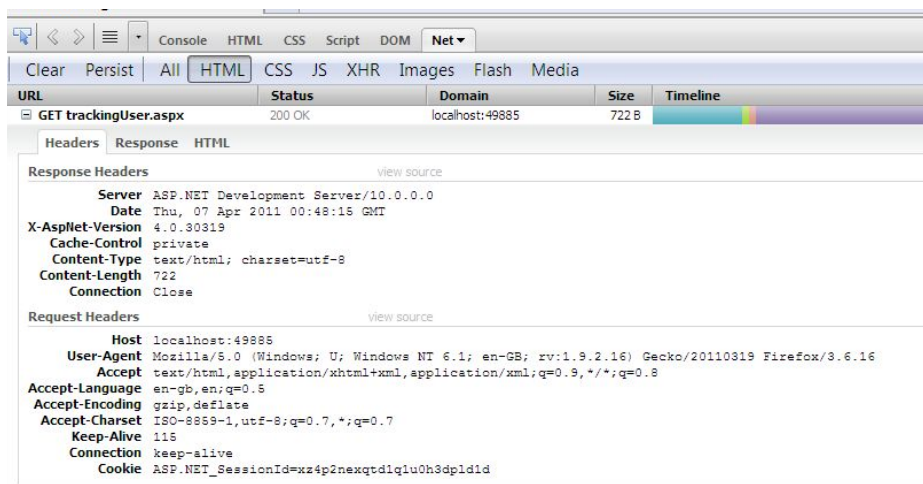 Console HTML CSS Script DOM Net
Clear Persist All HTML CSS JS XHR Images Flash Media
URL Status Domain Size Timeline
GET trackingUser.aspx 200 OK localhost:49885 722 B
Headers Response HTML
Response Headers view source
Server ASP.NET Development Server/10.0.0.0
Date Thu, 07 Apr 2011 00:48:15 GMT
X-AspNet-Version 4.0.30319
Cache-Control private
Content-Type text/html; charset=utf-8
Content-Length 722
Connection Close
Request Headers view source
Host localhost:49885
User-Agent Mozilla/5.0 (Windows; U; Windows NT 6.1; en-GB; rv:1.9.2.16) Gecko/20110319 Firefox/3.6.16
Accept text/html,application/xhtml+xml,application/xml;q=0.9,*/*;q=0.8
Accept-Language en-gb,en;q=0.5
Accept-Encoding gzip,deflate
Accept-Charset ISO-8859-1,utf-8;q=0.7,*;q=0.7
Keep-Alive 115
Connection keep-alive
Cookie ASP.NET_SessionId=xz4p2nexqtd1q1u0h3dpld1d